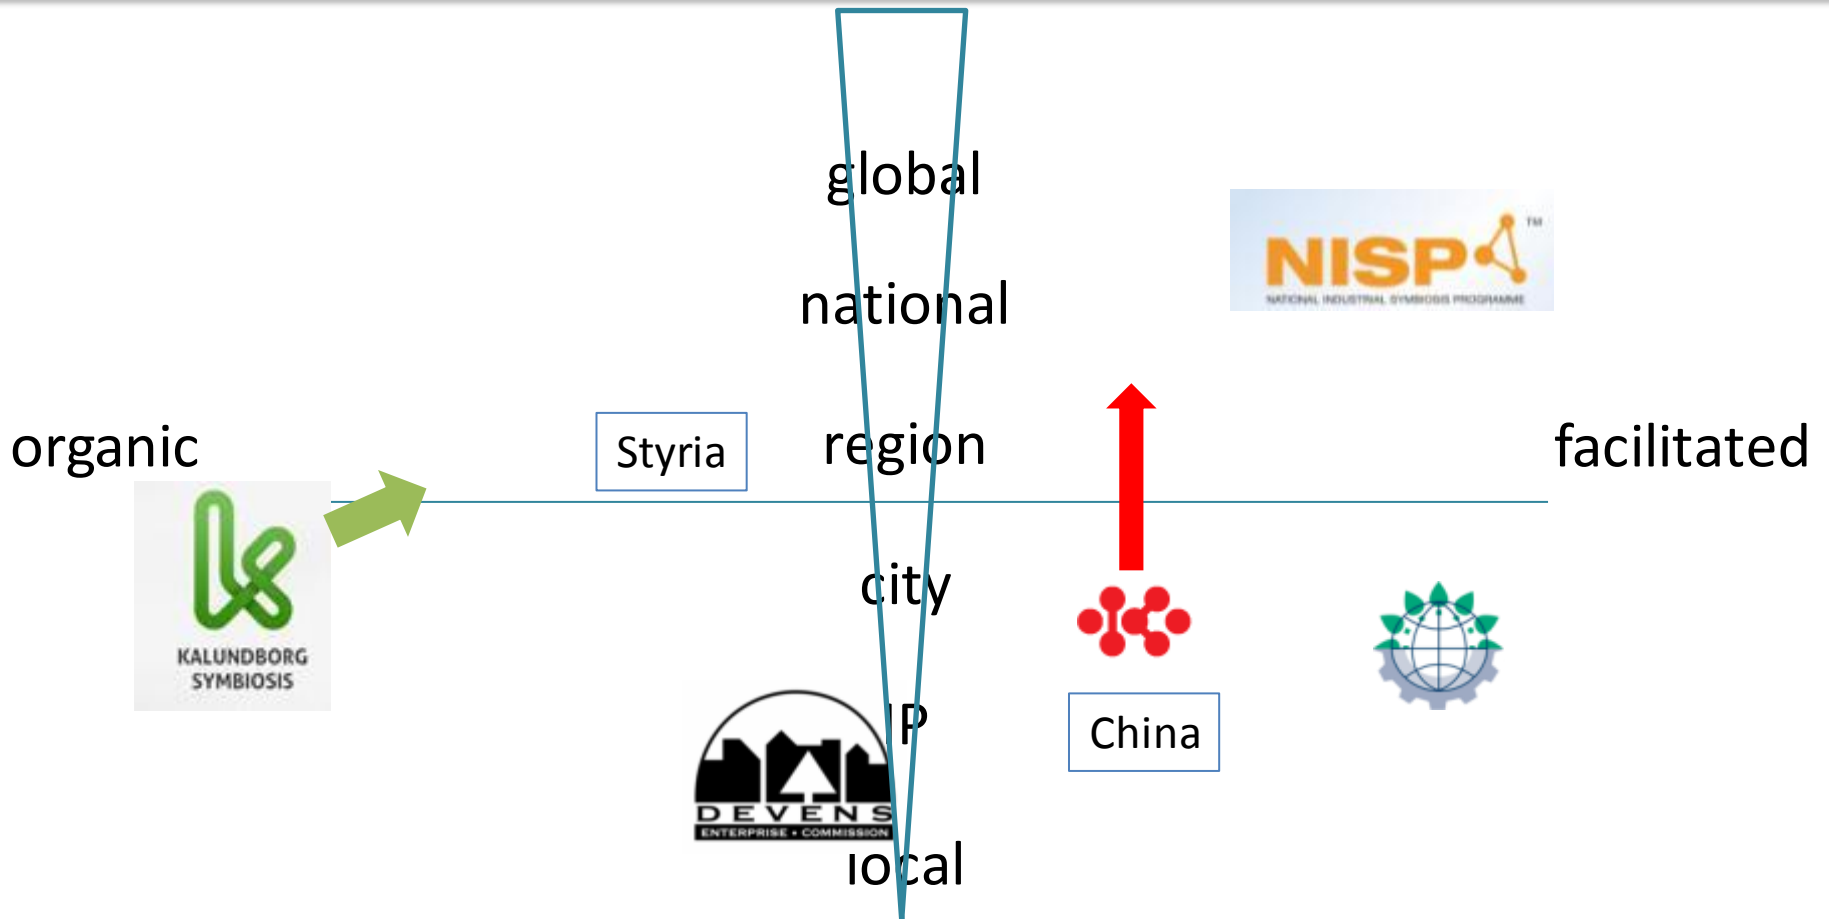 global
NISP TM
NATIONAL INDUSTRIAL SYMBIOSIS PROGRAMME
national
organic
Styria
region
facilitated
city
KALUNDBORG
SYMBIOSIS
IP
China
DEVENS
ENTERPRISE • COMMISSION
local